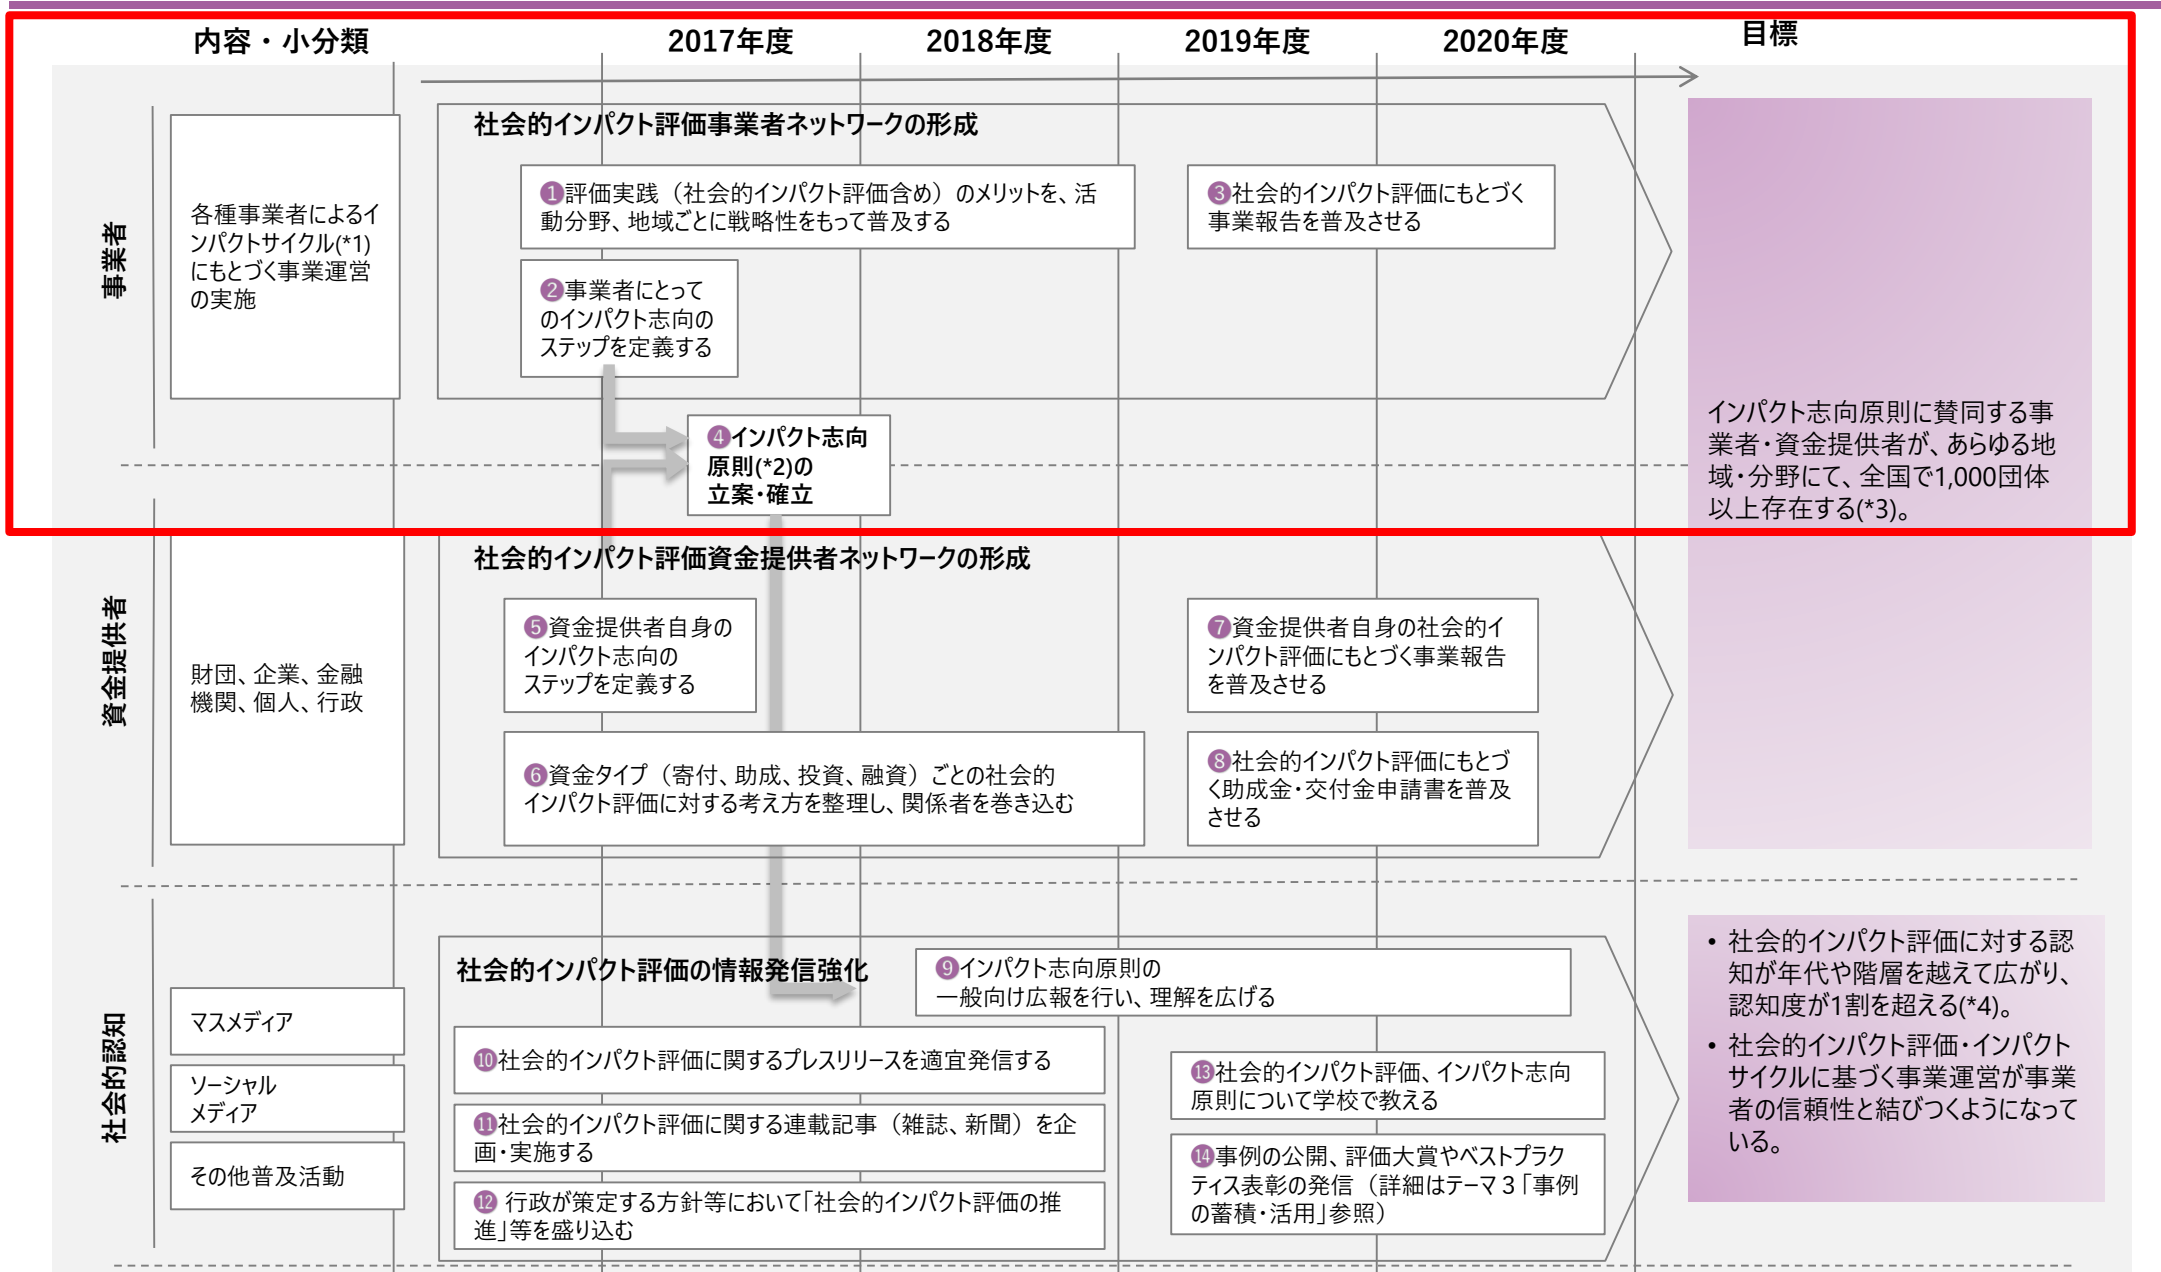 内容・小分類
2017年度
2018年度
2019年度
2020年度
目標
事業者
各種事業者によるイ
ンパクトサイクル(*1)
にもとづく事業運営
の実施
社会的インパクト評価事業者ネットワークの形成
❶評価実践（社会的インパクト評価含め）のメリットを、活
動分野、地域ごとに戦略性をもって普及する
❷事業者にとって
のインパクト志向の
ステップを定義する
❸社会的インパクト評価にもとづく
事業報告を普及させる
❹インパクト志向
原則(*2)の
立案・確立
インパクト志向原則に賛同する事
業者・資金提供者が、あらゆる地
域・分野にて、全国で1,000団体
以上存在する(*3)。
資金提供者
財団、企業、金融
機関、個人、行政
社会的インパクト評価資金提供者ネットワークの形成
❺資金提供者自身の
インパクト志向の
ステップを定義する
❻資金タイプ（寄付、助成、投資、融資）ごとの社会的
インパクト評価に対する考え方を整理し、関係者を巻き込む
❼資金提供者自身の社会的イ
ンパクト評価にもとづく事業報告
を普及させる
❽社会的インパクト評価にもとづ
く助成金・交付金申請書を普及
させる
社会的認知
マスメディア
ソーシャル
メディア
その他普及活動
社会的インパクト評価の情報発信強化
❾インパクト志向原則の
一般向け広報を行い、理解を広げる
❿社会的インパクト評価に関するプレスリリースを適宜発信する
⓫社会的インパクト評価に関する連載記事（雑誌、新聞）を企
画・実施する
⓬ 行政が策定する方針等において「社会的インパクト評価の推
進」等を盛り込む
⓭社会的インパクト評価、インパクト志向
原則について学校で教える
⓮事例の公開、評価大賞やベストプラク
ティス表彰の発信（詳細はテーマ３「事例
の蓄積・活用」参照）
• 社会的インパクト評価に対する認
知が年代や階層を越えて広がり、
認知度が1割を超える(*4)。
• 社会的インパクト評価・インパクト
サイクルに基づく事業運営が事業
者の信頼性と結びつくようになって
いる。